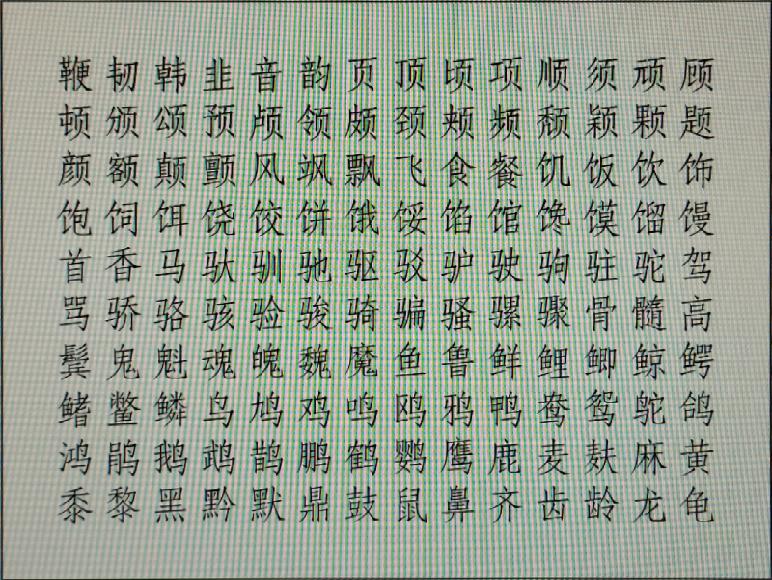 鞭韧韩韭音韵页顶顷项顺须顽顾
顿颁颂预颅领颇颈颊频颓颖颗题
颜额颠颤风飒飘飞食餐饥饭饮饰
饱饲饵饶饺饼饿馁馅馆馋馍馏馒
首香马驮驯驰驱驳驴驶驹驻驼驾
骂骄骆骇验骏骑骗骚骡骤骨髓高
鬓鬼魁魂魄魏魔鱼鲁鲜鲤鲫鲸鳄
鳍鳖鳞鸟鸠鸡鸣鸥鸦鸭鸯鸳鸵鸽
鸿鹃鹅鹉鹊鹏鹤鹦鹰鹿麦麸麻黄
黍黎黑黔默鼎鼓鼠鼻齐齿龄龙龟